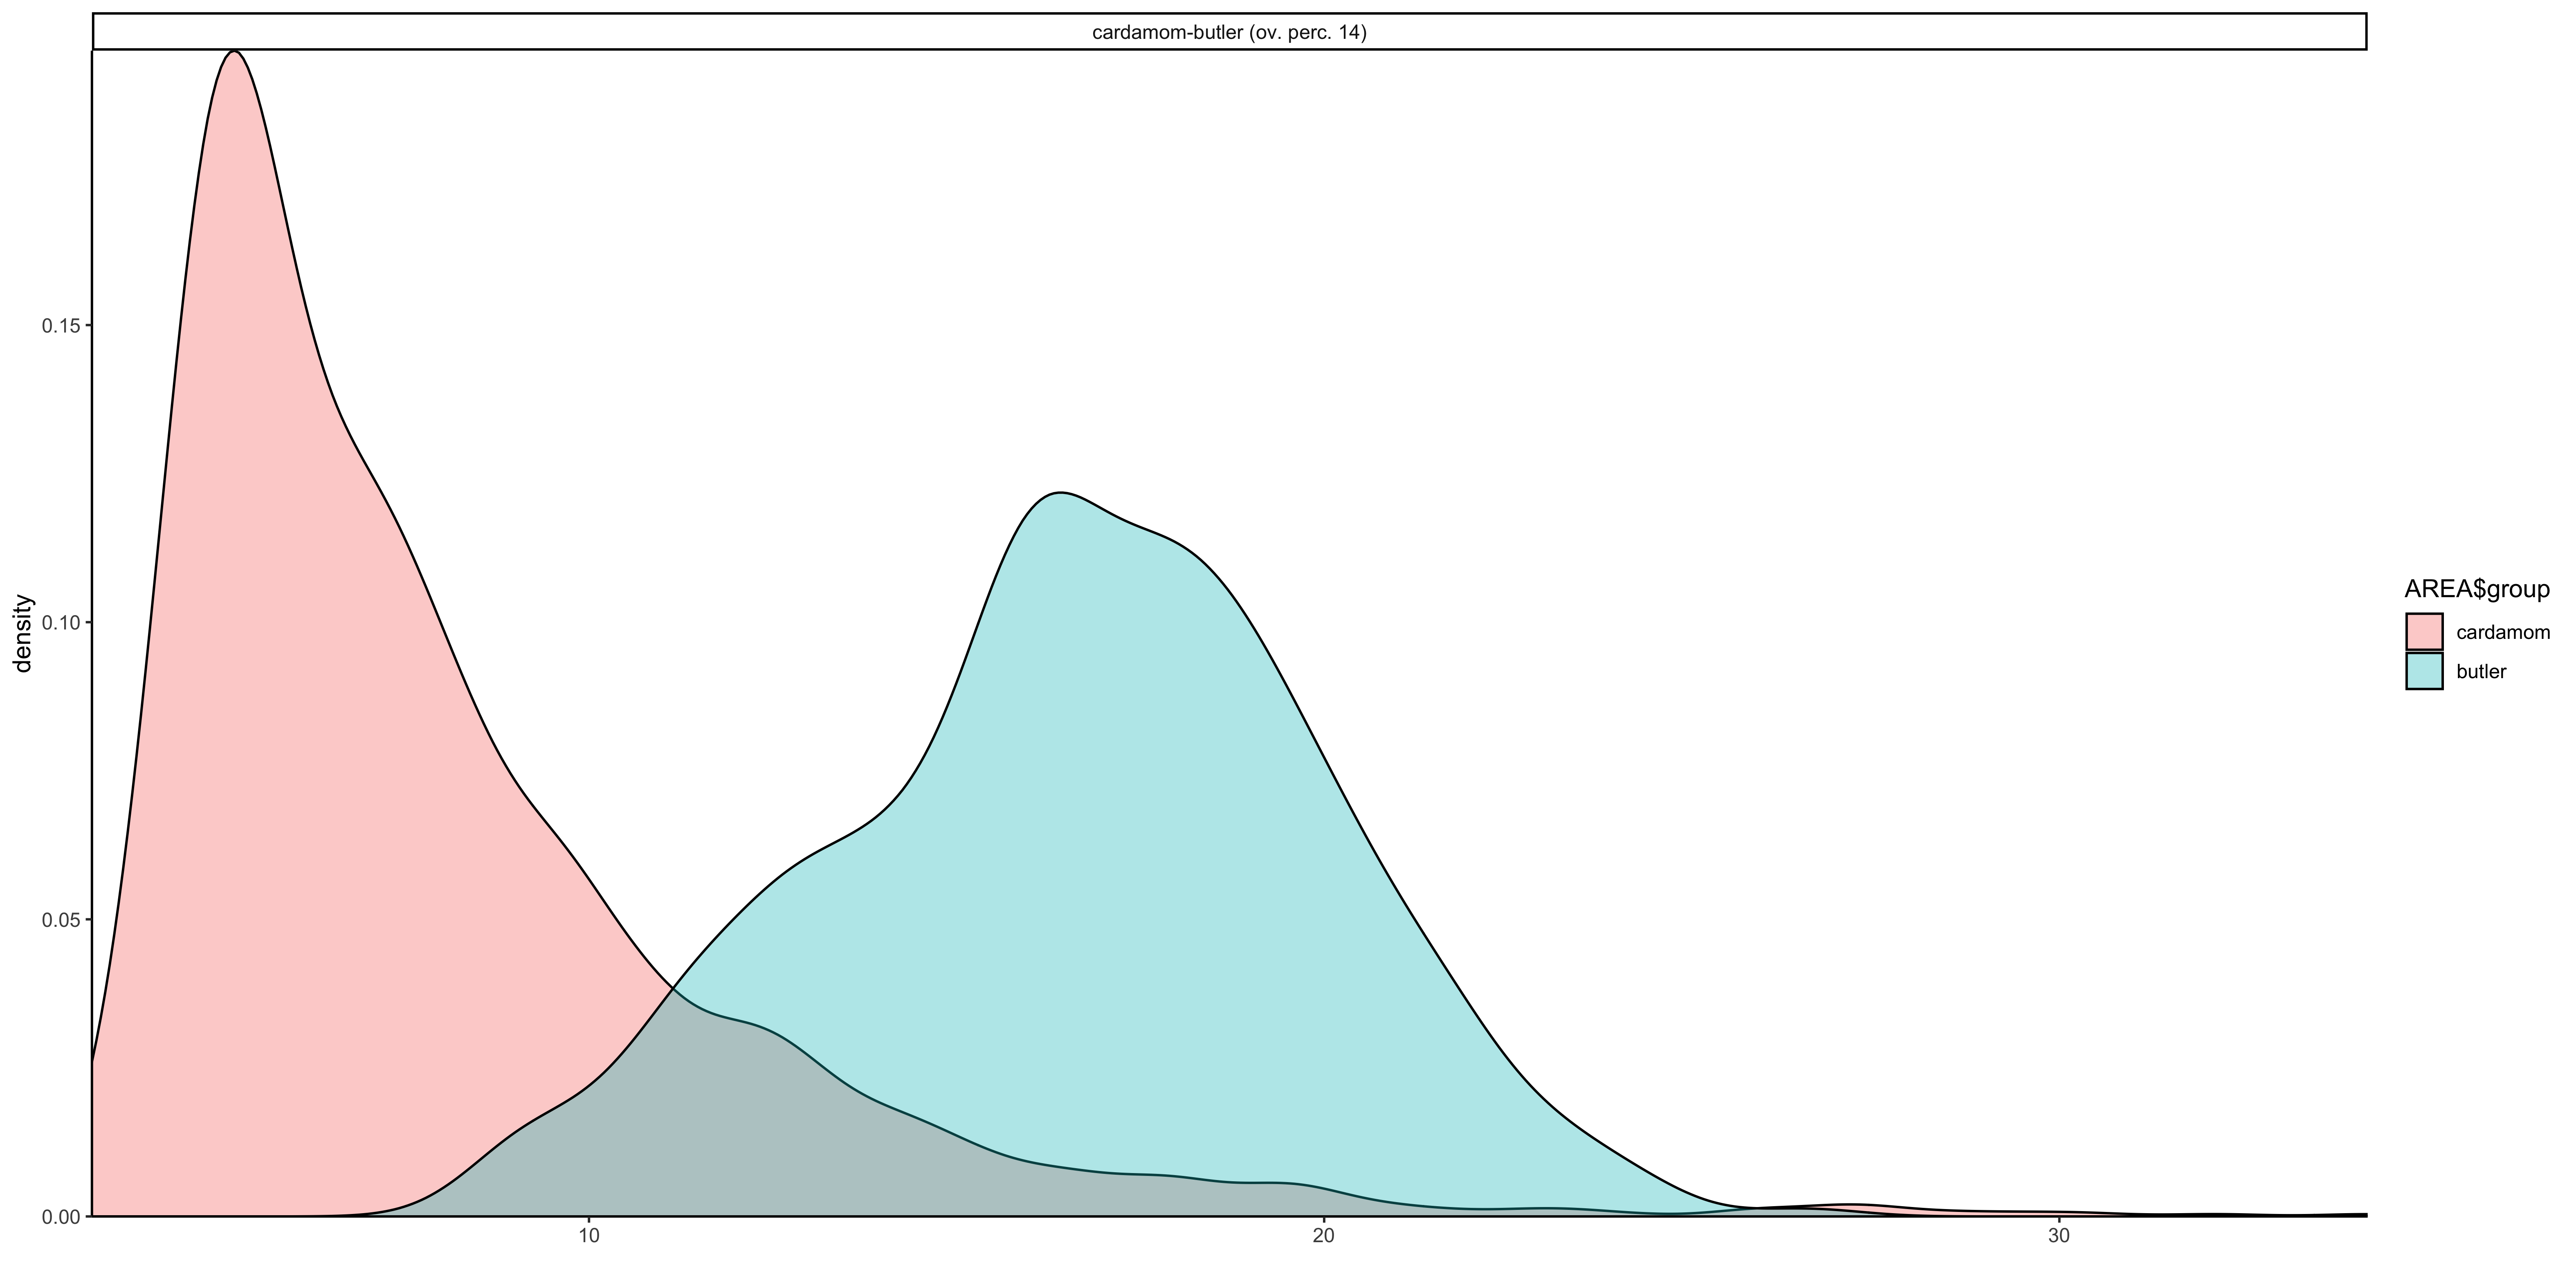 cardamom-butler (ov. perc. 14)
0.15
0.10
0.05
0.00
density
10
20
30
AREA$group
cardamom
butler